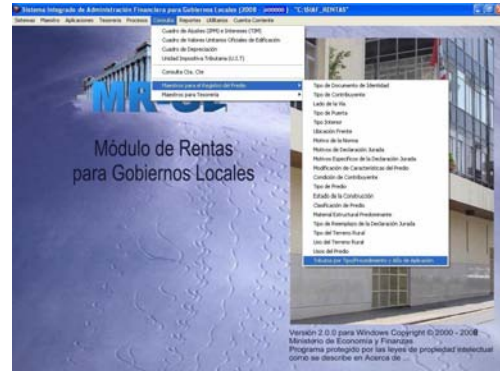 Sistema Integrado de Administración Financiera para Gobiernos Locales (2008 - "C:\SIAF_RENTAS"
Sistemas Maestro Aplicaciones Tesorería Procesos Consulta Reportes Utilitarios Cuenta Corriente
Cuadro de Ajustes (IPM) e Intereses (TIM)
Cuadro de Valores Unitarios Oficiales de Edificación
Cuadro de Depreciación
Unidad Impositiva Tributaria (U.I.T)
Consulta Cta. Cte
Maestros para el Registro del Predio
Maestros para Tesorería
Tipo de Documento de Identidad
Tipo de Contribuyente
Lado de la Vía
Tipo de Puerta
Tipo Interior
Ubicación Frente
Motivo de la Norma
Motivos de Declaración Jurada
Motivos Específicos de la Declaración Jurada
Modificación de Características del Predio
Condición de Contribuyente
Tipo de Predio
Estado de la Construcción
Clasificación de Predio
Material Estructural Predominante
Tipo de Reemplazo de la Declaración Jurada
Tipo del Terreno Rural
Uso del Terreno Rural
Usos del Predio
Tributos por Tipo/Procedimiento y Año de Aplicación
MR-GL
Módulo de Rentas
para Gobiernos Locales
Versión 2.0.0 para Windows Copyright © 2000 - 2008
Ministerio de Economía y Finanzas
Programa protegido por las leyes de propiedad intelectual
como se describe en Acerca de ...